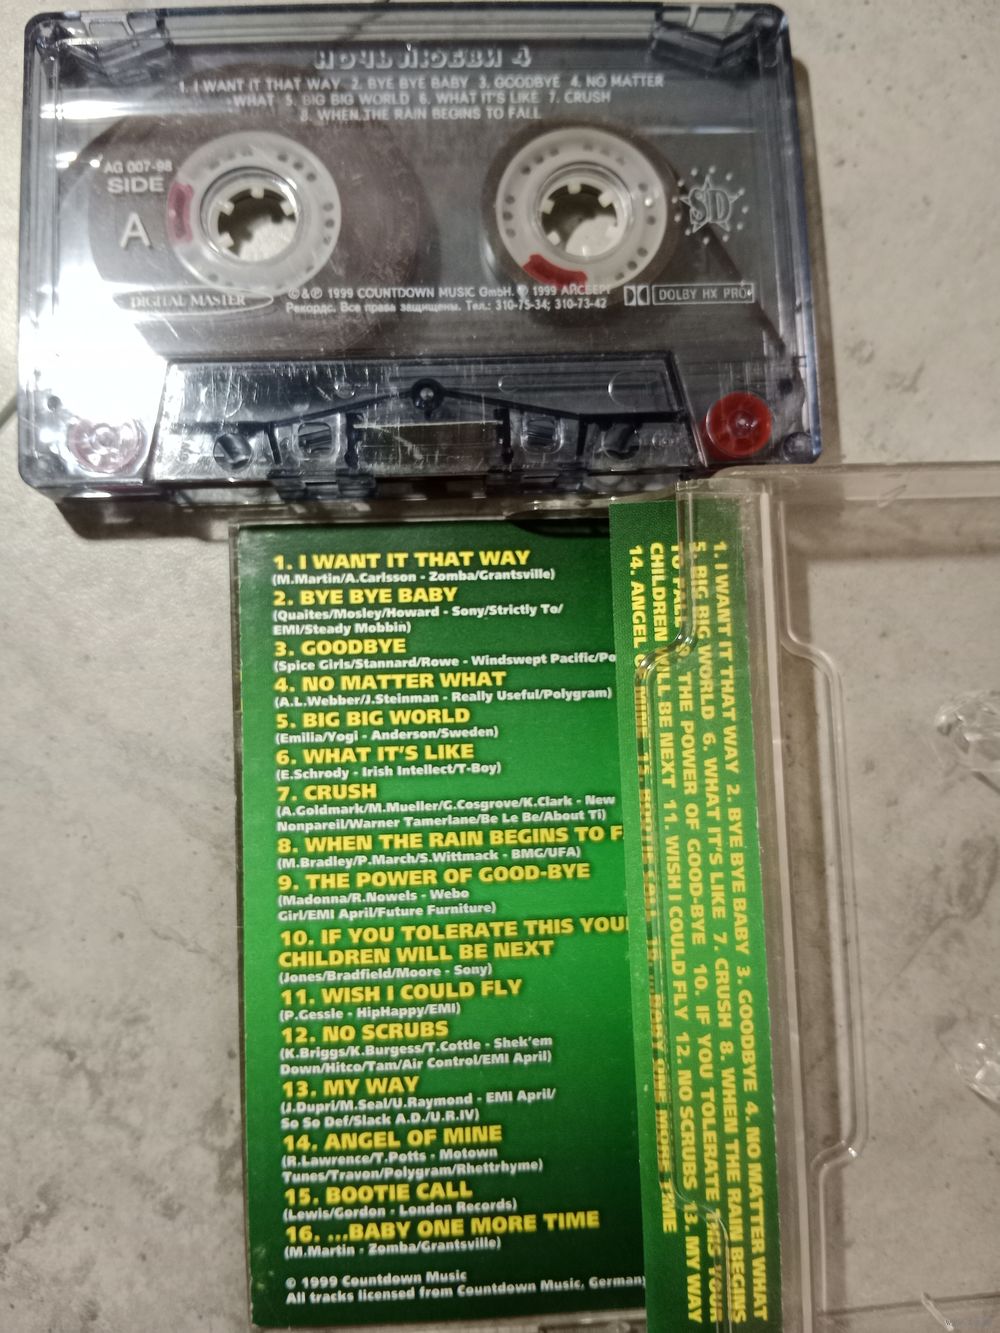 НОЧЬ ЛЮБВИ 4
1. I WANT IT THAT WAY 2. BYE BYE BABY 3. GOODBYE 4. NO MATTER
WHAT 5. BIG BIG WORLD 6. WHAT IT'S LIKE 7. CRUSH
8. WHEN THE RAIN BEGINS TO FALL
AG 007-98
SIDE
A
SD
DIGITAL MASTER
©&℗ 1999 COUNTDOWN MUSIC GmbH. ℗ 1999 АЙСБЕРГ
Рекордс. Все права защищены. Тел.: 310-75-34; 310-73-42
DOLBY HX PRO
1. I WANT IT THAT WAY
(M.Martin/A.Carlsson - Zomba/Grantsville)
2. BYE BYE BABY
(Quaites/Mosley/Howard - Sony/Strictly To/
EMI/Steady Mobbin)
3. GOODBYE
(Spice Girls/Stannard/Rowe - Windswept Pacific/Po
4. NO MATTER WHAT
(A.L.Webber/J.Steinman - Really Useful/Polygram)
5. BIG BIG WORLD
(Emilia/Yogi - Anderson/Sweden)
6. WHAT IT'S LIKE
(E.Schrody - Irish Intellect/T-Boy)
7. CRUSH
(A.Goldmark/M.Mueller/G.Cosgrove/K.Clark - New
Nonpareil/Warner Tamerlane/Be Le Be/About Ti)
8. WHEN THE RAIN BEGINS TO F
(M.Bradley/P.March/S.Wittmack - BMG/UFA)
9. THE POWER OF GOOD-BYE
(Madonna/R.Nowels - Webo
Girl/EMI April/Future Furniture)
10. IF YOU TOLERATE THIS YOU
CHILDREN WILL BE NEXT
(Jones/Bradfield/Moore - Sony)
11. WISH I COULD FLY
(P.Gessle - HipHappy/EMI)
12. NO SCRUBS
(K.Briggs/K.Burgess/T.Cottle - Shek'em
Down/Hitco/Tam/Air Control/EMI April)
13. MY WAY
(J.Dupri/M.Seal/U.Raymond - EMI April/
So So Def/Slack A.D./U.R.IV)
14. ANGEL OF MINE
(R.Lawrence/T.Potts - Motown
Tunes/Travon/Polygram/Rhettrhyme)
15. BOOTIE CALL
(Lewis/Gordon - London Records)
16. ...BABY ONE MORE TIME
(M.Martin - Zomba/Grantsville)
© 1999 Countdown Music
All tracks licensed from Countdown Music, German
1. I WANT IT THAT WAY 2. BYE BYE BABY 3. GOODBYE 4. NO MATTER WHAT
5. BIG BIG WORLD 6. WHAT IT'S LIKE 7. CRUSH 8. WHEN THE RAIN BEGINS
TO FALL 9. THE POWER OF GOOD-BYE 10. IF YOU TOLERATE THIS YOUR
CHILDREN WILL BE NEXT 11. WISH I COULD FLY 12. NO SCRUBS 13. MY WAY
14. ANGEL OF MINE 15. BOOTIE CALL 16. ...BABY ONE MORE TIME